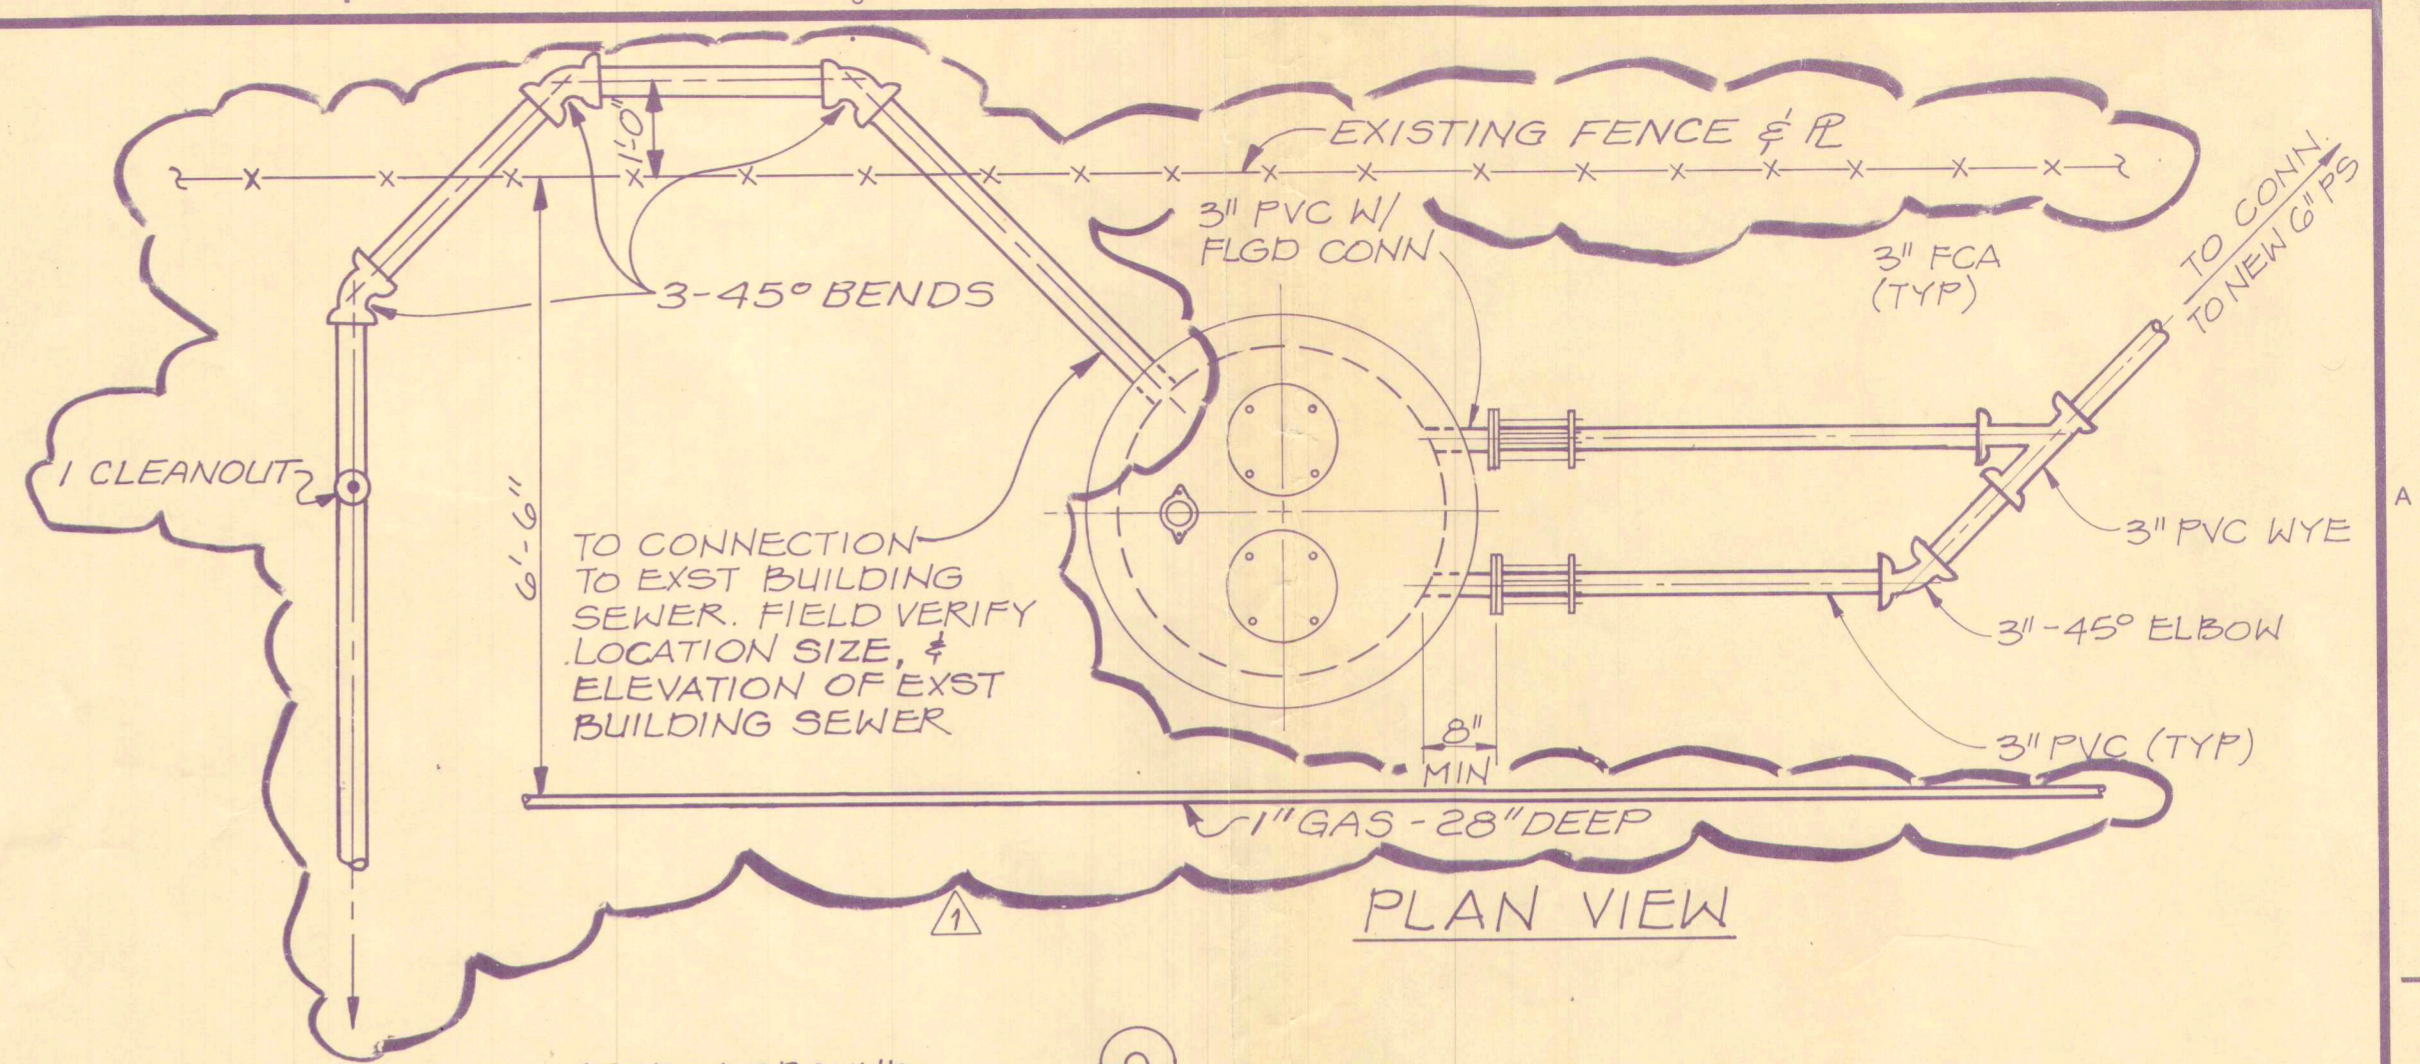 EXISTING FENCE & PL
1'-0"
3" PVC W/
FLGD CONN
3" FCA
(TYP)
TO CONN.
TO NEW 6" PS
3-45° BENDS
1 CLEANOUT
6'-6"
TO CONNECTION
TO EXST BUILDING
SEWER. FIELD VERIFY
LOCATION SIZE, &
ELEVATION OF EXST
BUILDING SEWER
A
3" PVC WYE
3"-45° ELBOW
3" PVC (TYP)
8"
MIN
1" GAS - 28" DEEP
1
PLAN VIEW